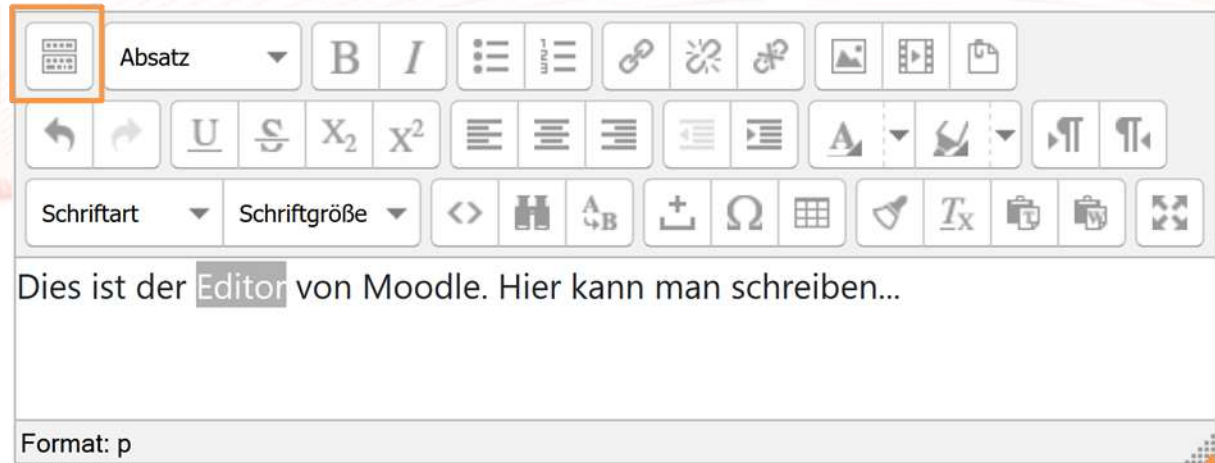 Absatz
Schriftart Schriftgröße
Dies ist der Editor von Moodle. Hier kann man schreiben...
Format: p